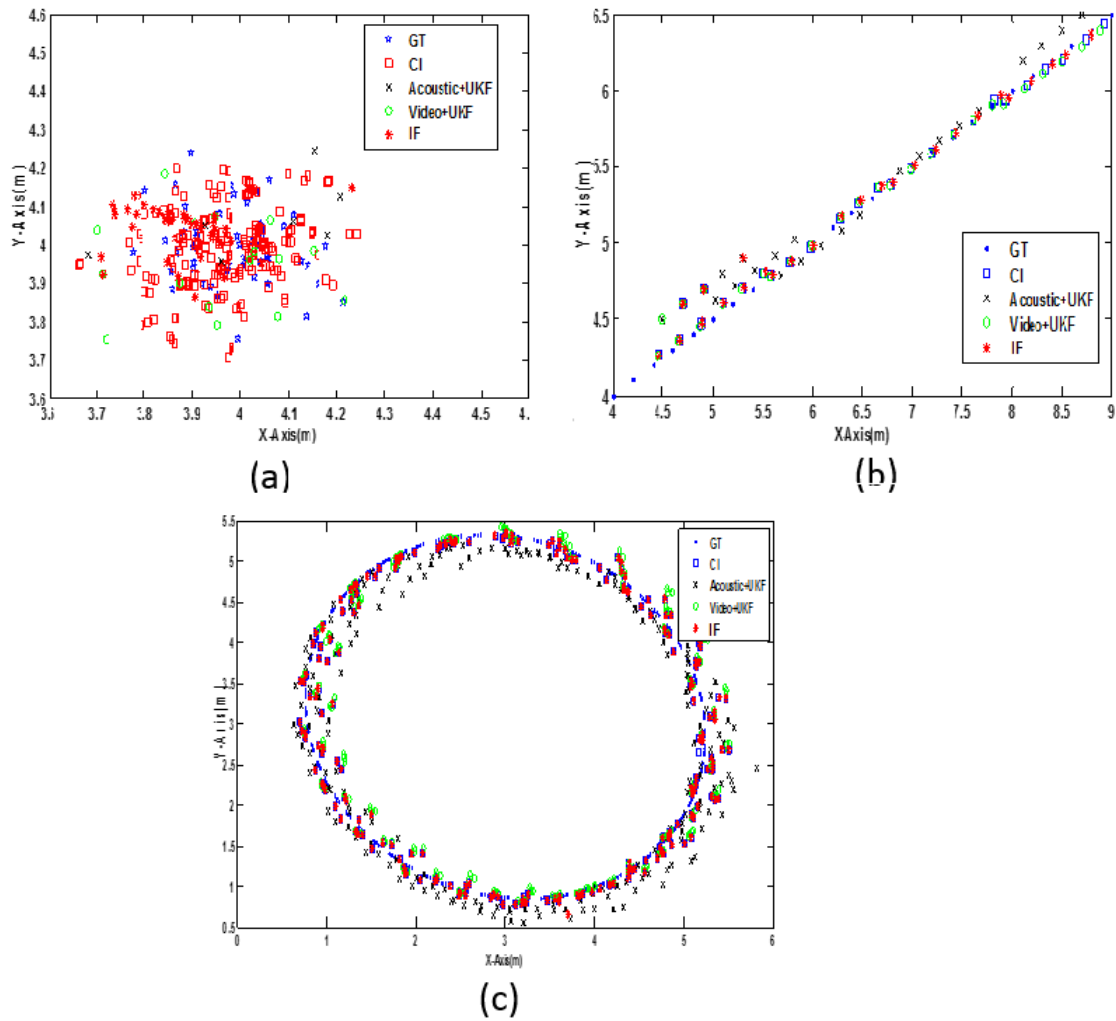 4.6
4.5
4.4
4.3
4.2
4.1
4
3.9
3.8
3.7
3.6
Y-Axis(m)
3.7 3.8 3.9 4 4.1 4.2 4.3 4.4 4.5
X-Axis(m)
GT
CI
Acoustic+UKF
Video+UKF
IF
(a)
6.5
6
5.5
5
4.5
4
Y-Axis(m)
4 4.5 5 5.5 6 6.5 7 7.5 8 8.5 9
XAxis(m)
GT
CI
Acoustic+UKF
Video+UKF
IF
(b)
5.5
5
4.5
4
3.5
3
2.5
2
1.5
1
0.5
Y-Axis(m)
0 1 2 3 4 5 6
X-Axis(m)
GT
CI
Acoustic+UKF
Video+UKF
IF
(c)